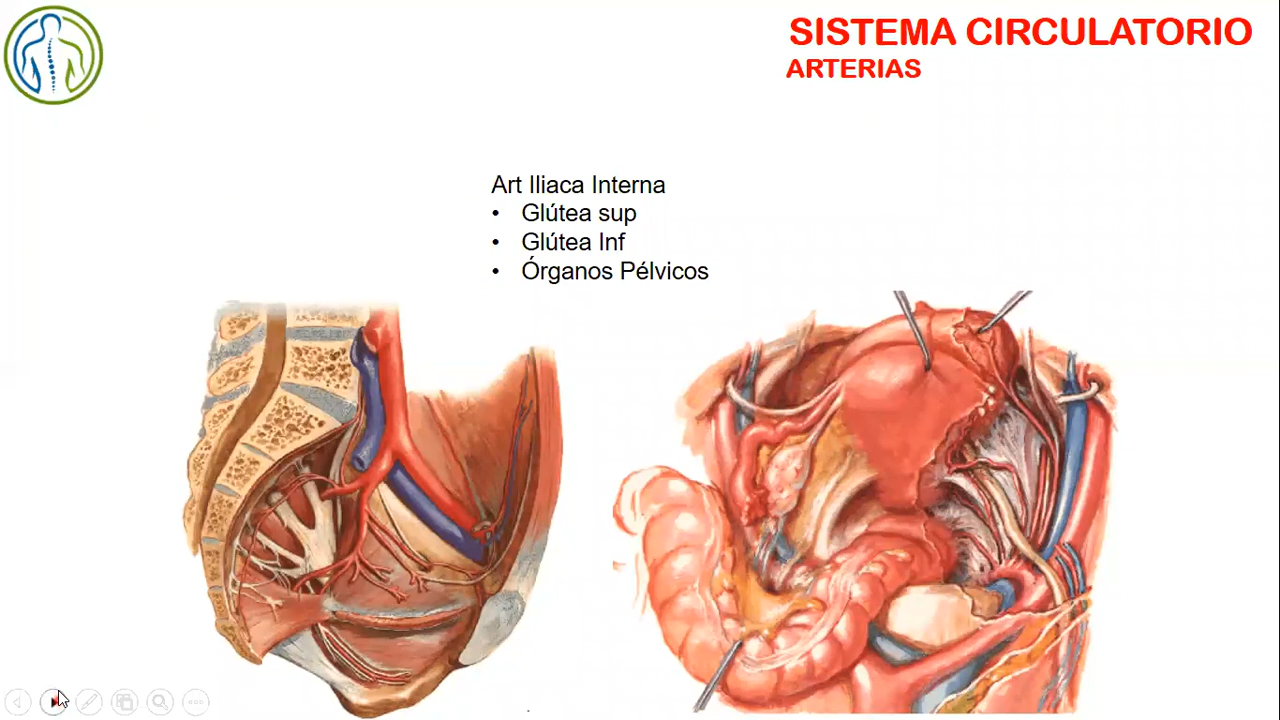 SISTEMA CIRCULATORIO
ARTERIAS
Art Iliaca Interna
• Glútea sup
• Glútea Inf
• Órganos Pélvicos